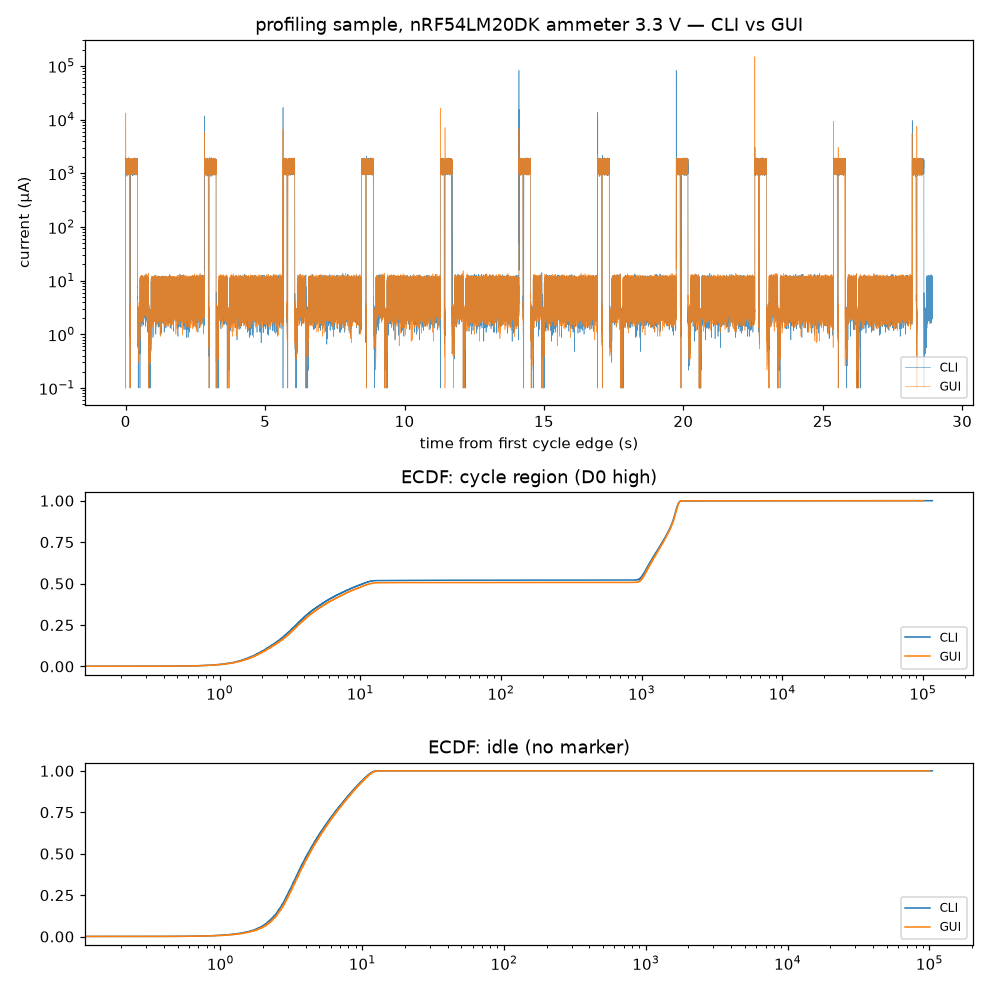 profiling sample, nRF54LM20DK ammeter 3.3 V — CLI vs GUI
current (µA)
10⁵
10⁴
10³
10²
10¹
10⁰
10⁻¹
CLI
GUI
0 5 10 15 20 25 30
time from first cycle edge (s)
ECDF: cycle region (D0 high)
1.00
0.75
0.50
0.25
0.00
CLI
GUI
10⁰ 10¹ 10² 10³ 10⁴ 10⁵
ECDF: idle (no marker)
1.00
0.75
0.50
0.25
0.00
CLI
GUI
10⁰ 10¹ 10² 10³ 10⁴ 10⁵